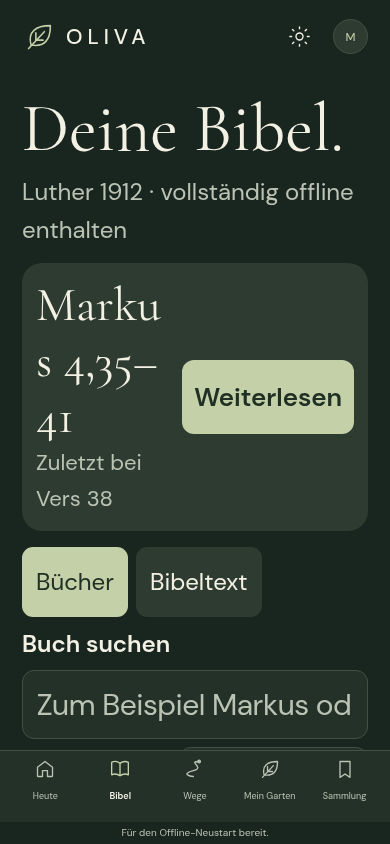 OLIVA
M
Deine Bibel.
Luther 1912 · vollständig offline
enthalten
Marku
s 4,35–
41
Zuletzt bei
Vers 38
Weiterlesen
Bücher
Bibeltext
Buch suchen
Zum Beispiel Markus od
Heute
Bibel
Wege
Mein Garten
Sammlung
Für den Offline-Neustart bereit.